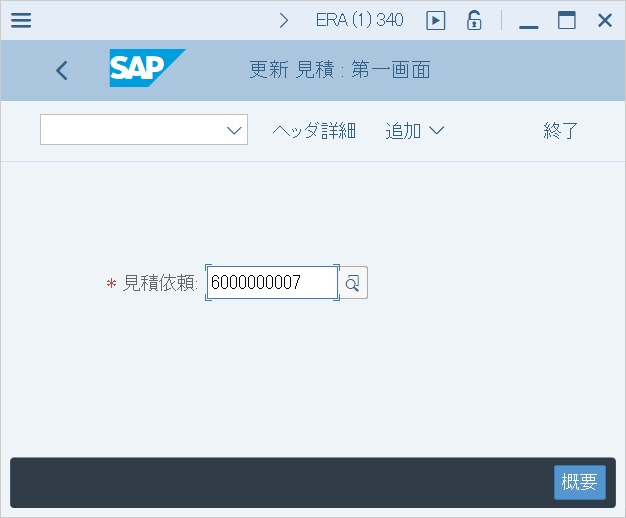 ERA (1) 340
SAP 更新 見積 : 第一画面
ヘッダ詳細 追加 終了
* 見積依頼: 6000000007
概要